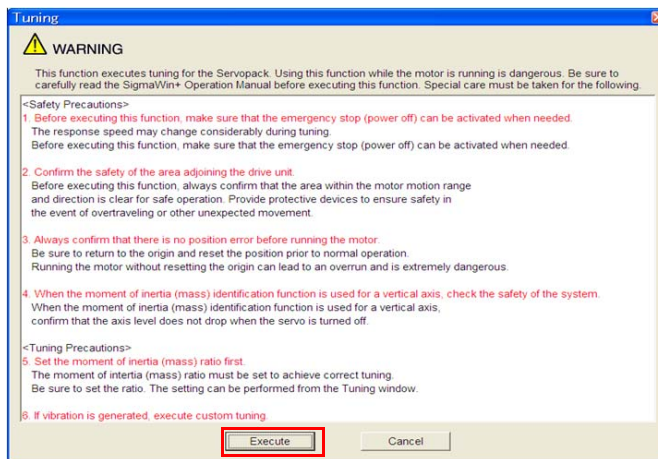 Tuning
WARNING
This function executes tuning for the Servopack. Using this function while the motor is running is dangerous. Be sure to
carefully read the SigmaWin+ Operation Manual before executing this function. Special care must be taken for the following.
<Safety Precautions>
1. Before executing this function, make sure that the emergency stop (power off) can be activated when needed.
The response speed may change considerably during tuning.
Before executing this function, make sure that the emergency stop (power off) can be activated when needed.
2. Confirm the safety of the area adjoining the drive unit.
Before executing this function, always confirm that the area within the motor motion range
and direction is clear for safe operation. Provide protective devices to ensure safety in
the event of overtraveling or other unexpected movement.
3. Always confirm that there is no position error before running the motor.
Be sure to return to the origin and reset the position prior to normal operation.
Running the motor without resetting the origin can lead to an overrun and is extremely dangerous.
4. When the moment of inertia (mass) identification function is used for a vertical axis, check the safety of the system.
When the moment of inertia (mass) identification function is used for a vertical axis,
confirm that the axis level does not drop when the servo is turned off.
<Tuning Precautions>
5. Set the moment of inertia (mass) ratio first.
The moment of intertia (mass) ratio must be set to achieve correct tuning.
Be sure to set the ratio. The setting can be performed from the Tuning window.
6. If vibration is generated, execute custom tuning.
Execute
Cancel